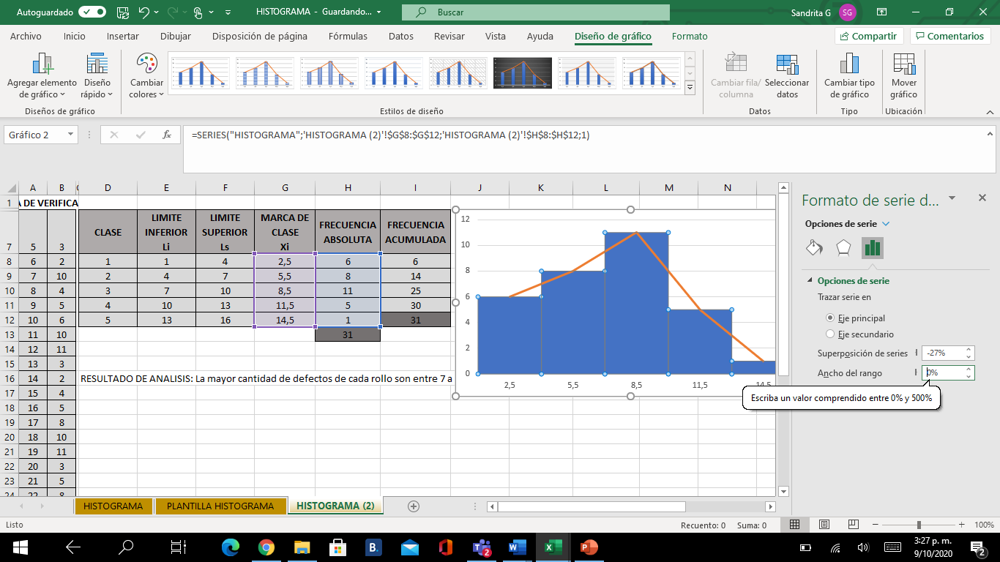 Autoguardado
HISTOGRAMA - Guardando...
Buscar
Sandrita G
SG
Archivo Inicio Insertar Dibujar Disposición de página Fórmulas Datos Revisar Vista Ayuda Diseño de gráfico Formato
Compartir Comentarios
Agregar elemento de gráfico
Diseño rápido
Cambiar colores
Cambiar fila/ columna
Seleccionar datos
Cambiar tipo de gráfico
Mover gráfico
Diseños de gráfico Estilos de diseño Datos Tipo Ubicación
Gráfico 2
fx
=SERIES("HISTOGRAMA";'HISTOGRAMA (2)'!$G$8:$G$12;'HISTOGRAMA (2)'!$H$8:$H$12;1)
A B D E F G H I J K L M N
1 A DE VERIFICA
7 5 3 CLASE LIMITE INFERIOR Li LIMITE SUPERIOR Ls MARCA DE CLASE Xi FRECUENCIA ABSOLUTA FRECUENCIA ACUMULADA
8 6 2 1 1 4 2,5 6 6
9 7 10 2 4 7 5,5 8 14
10 8 4 3 7 10 8,5 11 25
11 9 5 4 10 13 11,5 5 30
12 10 6 5 13 16 14,5 1 31
13 11 10 31
14 12 11
15 13 3
16 14 2 RESULTADO DE ANALISIS: La mayor cantidad de defectos de cada rollo son entre 7 a
17 15 4
18 16 5
19 17 8
20 18 10
21 19 11
22 20 3
23 21 5
24 22 8
12
10
8
6
4
2
0
2,5 5,5 8,5 11,5 14,5
Formato de serie d...
Opciones de serie
Opciones de serie
Trazar serie en
Eje principal
Eje secundario
Superposición de series -27%
Ancho del rango 0%
Escriba un valor comprendido entre 0% y 500%
HISTOGRAMA PLANTILLA HISTOGRAMA HISTOGRAMA (2)
Listo
Recuento: 0 Suma: 0
100%
B.
2
3:27 p. m.
9/10/2020
2